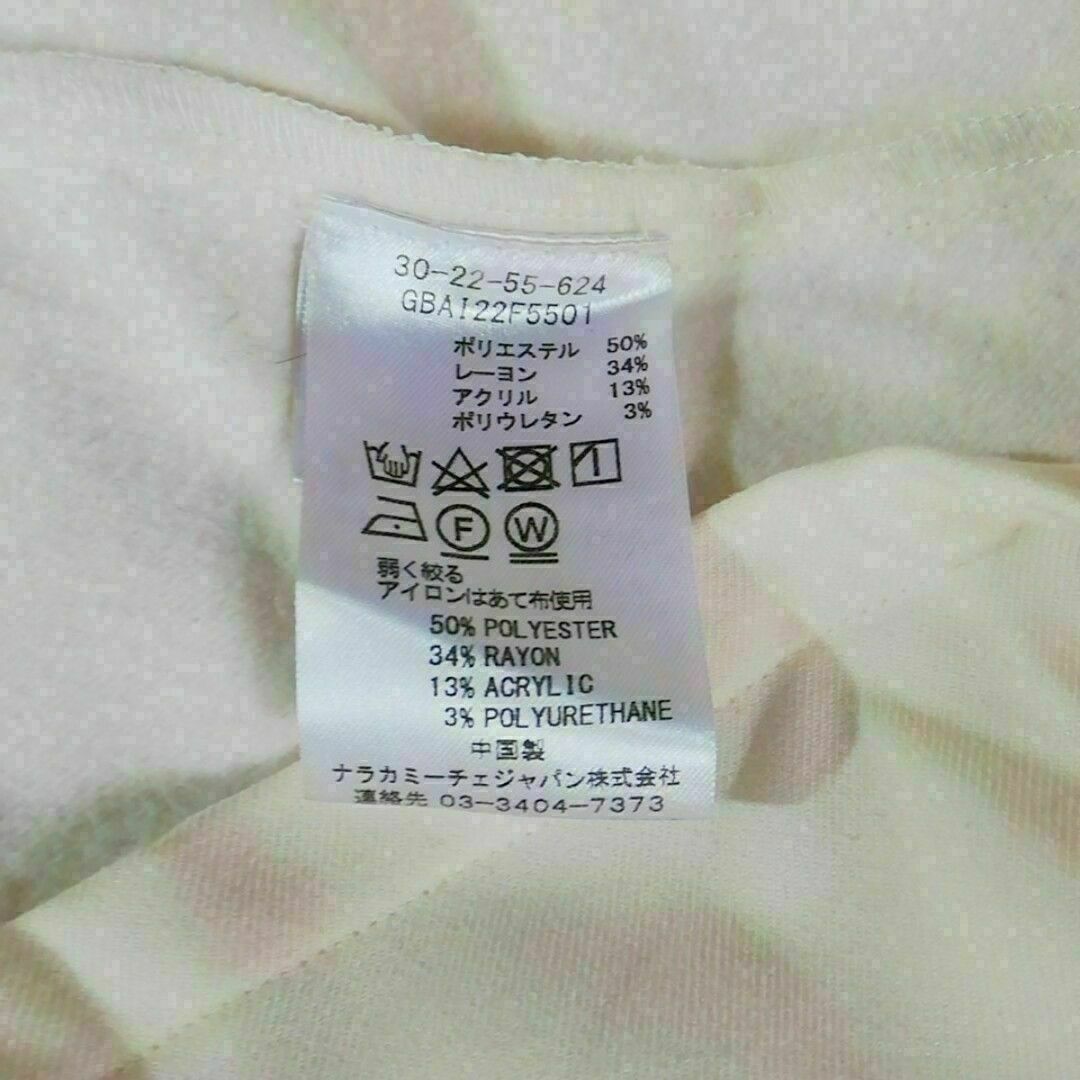 30-22-55-624
GBAI22F5501
ポリエステル 50%
レーヨン 34%
アクリル 13%
ポリウレタン 3%
F W
弱く絞る
アイロンはあて布使用
50% POLYESTER
34% RAYON
13% ACRYLIC
3% POLYURETHANE
中国製
ナラカミーチェジャパン株式会社
連絡先 03-3404-7373